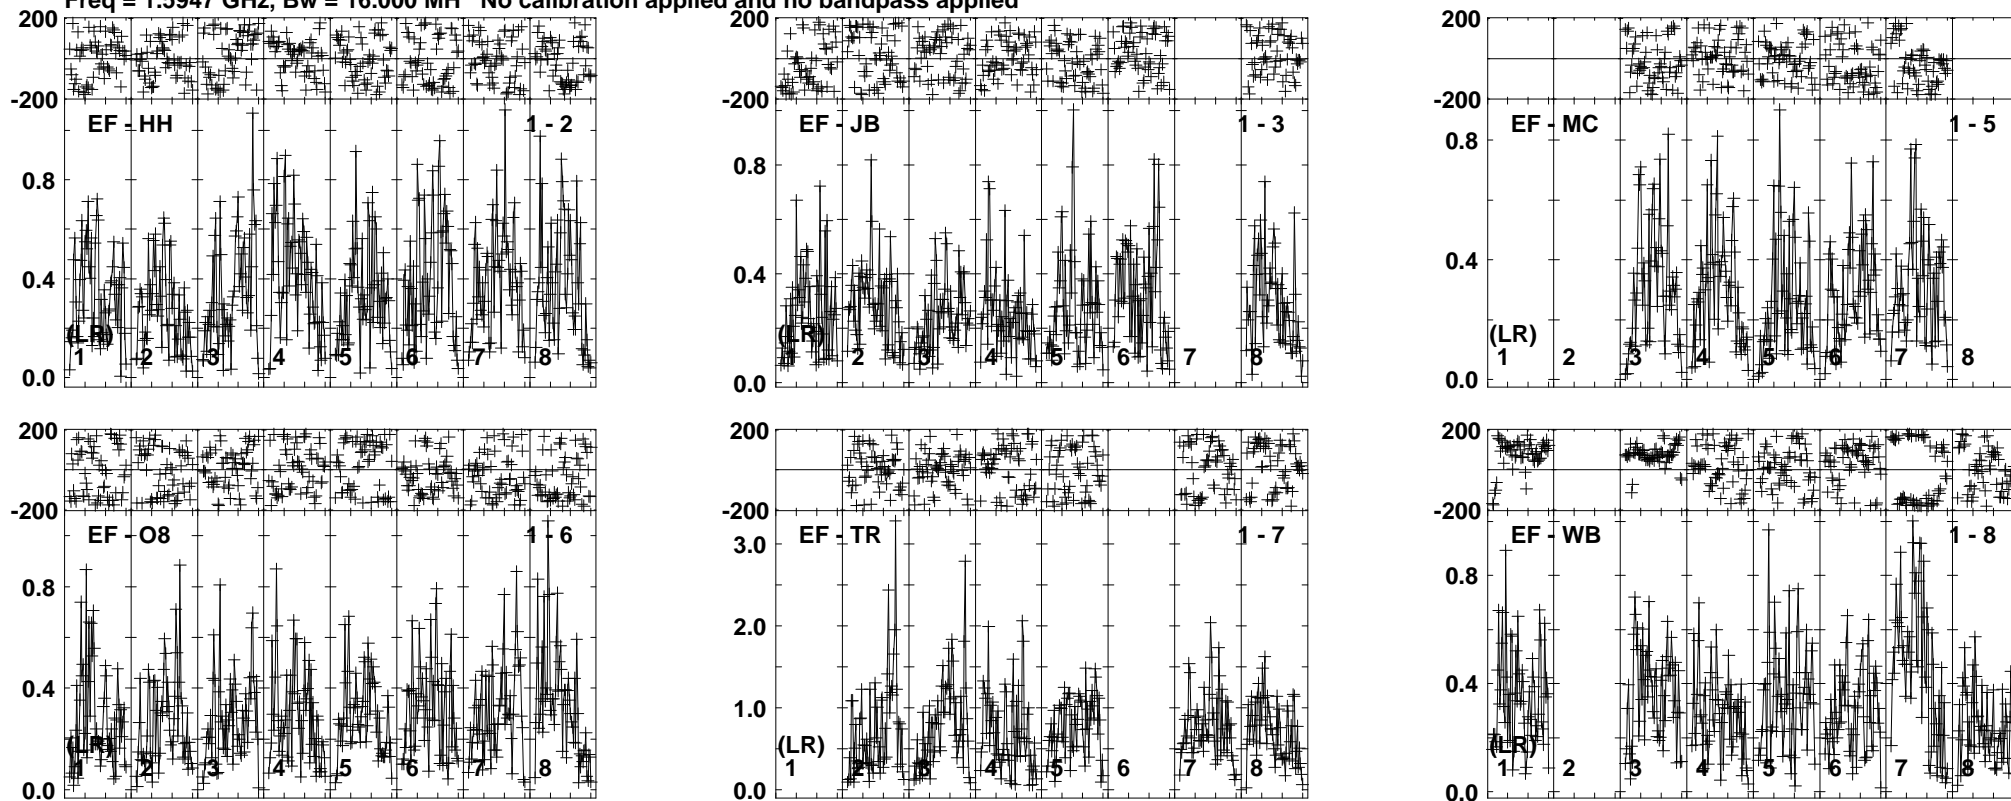 Freq = 1.5947 GHz, Bw = 16.000 MH No calibration applied and no bandpass applied
200
-200
EF - HH 1 - 2
0.8
0.4
0.0
(LR)
1 2 3 4 5 6 7 8
200
-200
EF - JB 1 - 3
0.8
0.4
0.0
(LR)
1 2 3 4 5 6 7 8
200
-200
EF - MC 1 - 5
0.8
0.4
0.0
(LR)
1 2 3 4 5 6 7 8
200
-200
EF - O8 1 - 6
0.8
0.4
0.0
(LR)
1 2 3 4 5 6 7 8
200
-200
EF - TR 1 - 7
3.0
2.0
1.0
0.0
(LR)
1 2 3 4 5 6 7 8
200
-200
EF - WB 1 - 8
0.8
0.4
0.0
(LR)
1 2 3 4 5 6 7 8